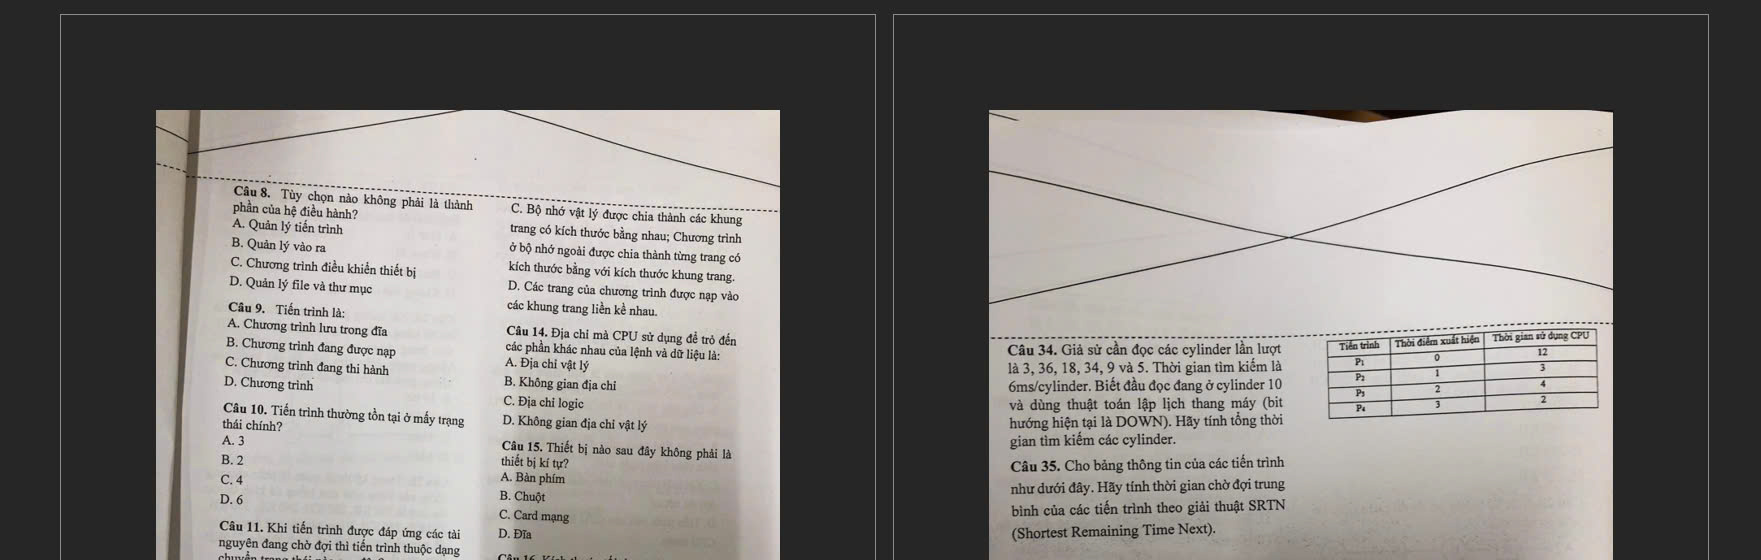 Câu 8. Tùy chọn nào không phải là thành
phần của hệ điều hành?
A. Quản lý tiến trình
B. Quản lý vào ra
C. Chương trình điều khiển thiết bị
D. Quản lý file và thư mục
Câu 9. Tiến trình là:
A. Chương trình lưu trong đĩa
B. Chương trình đang được nạp
C. Chương trình đang thi hành
D. Chương trình
Câu 10. Tiến trình thường tồn tại ở mấy trạng
thái chính?
A. 3
B. 2
C. 4
D. 6
Câu 11. Khi tiến trình được đáp ứng các tài
nguyên đang chờ đợi thì tiến trình thuộc dạng
C. Bộ nhớ vật lý được chia thành các khung
trang có kích thước bằng nhau; Chương trình
ở bộ nhớ ngoài được chia thành từng trang có
kích thước bằng với kích thước khung trang.
D. Các trang của chương trình được nạp vào
các khung trang liền kề nhau.
Câu 14. Địa chỉ mà CPU sử dụng để trỏ đến
các phần khác nhau của lệnh và dữ liệu là:
A. Địa chỉ vật lý
B. Không gian địa chỉ
C. Địa chỉ logic
D. Không gian địa chỉ vật lý
Câu 15. Thiết bị nào sau đây không phải là
thiết bị kí tự?
A. Bàn phím
B. Chuột
C. Card mạng
D. Đĩa
Câu 34. Giả sử cần đọc các cylinder lần lượt
là 3, 36, 18, 34, 9 và 5. Thời gian tìm kiếm là
6ms/cylinder. Biết đầu đọc đang ở cylinder 10
và dùng thuật toán lập lịch thang máy (bit
hướng hiện tại là DOWN). Hãy tính tổng thời
gian tìm kiếm các cylinder.
Câu 35. Cho bảng thông tin của các tiến trình
như dưới đây. Hãy tính thời gian chờ đợi trung
bình của các tiến trình theo giải thuật SRTN
(Shortest Remaining Time Next).
Tiến trình Thời điểm xuất hiện Thời gian sử dụng CPU
P1 0 12
P2 1 3
P3 2 4
P4 3 2